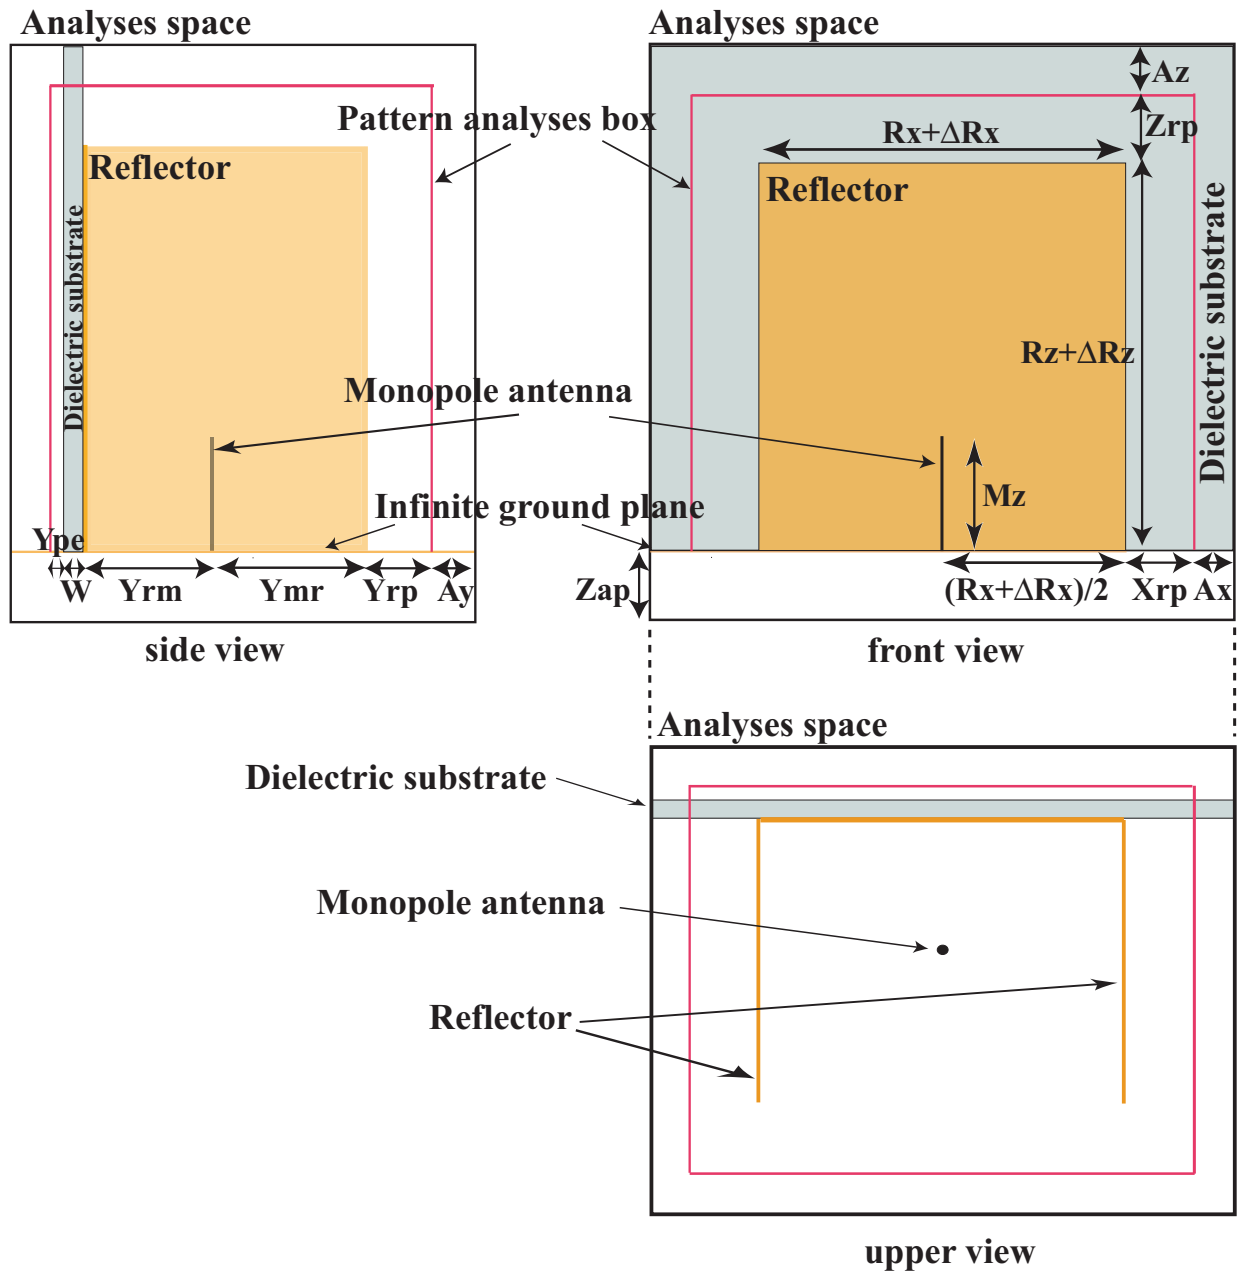 Analyses space
Analyses space
Az
Pattern analyses box
Zrp
Rx+ΔRx
Reflector
Reflector
Dielectric substrate
Dielectric substrate
Rz+ΔRz
Monopole antenna
Mz
Infinite ground plane
Ype
W
Yrm
Ymr
Yrp
Ay
Zap
(Rx+ΔRx)/2
Xrp
Ax
side view
front view
Analyses space
Dielectric substrate
Monopole antenna
Reflector
upper view